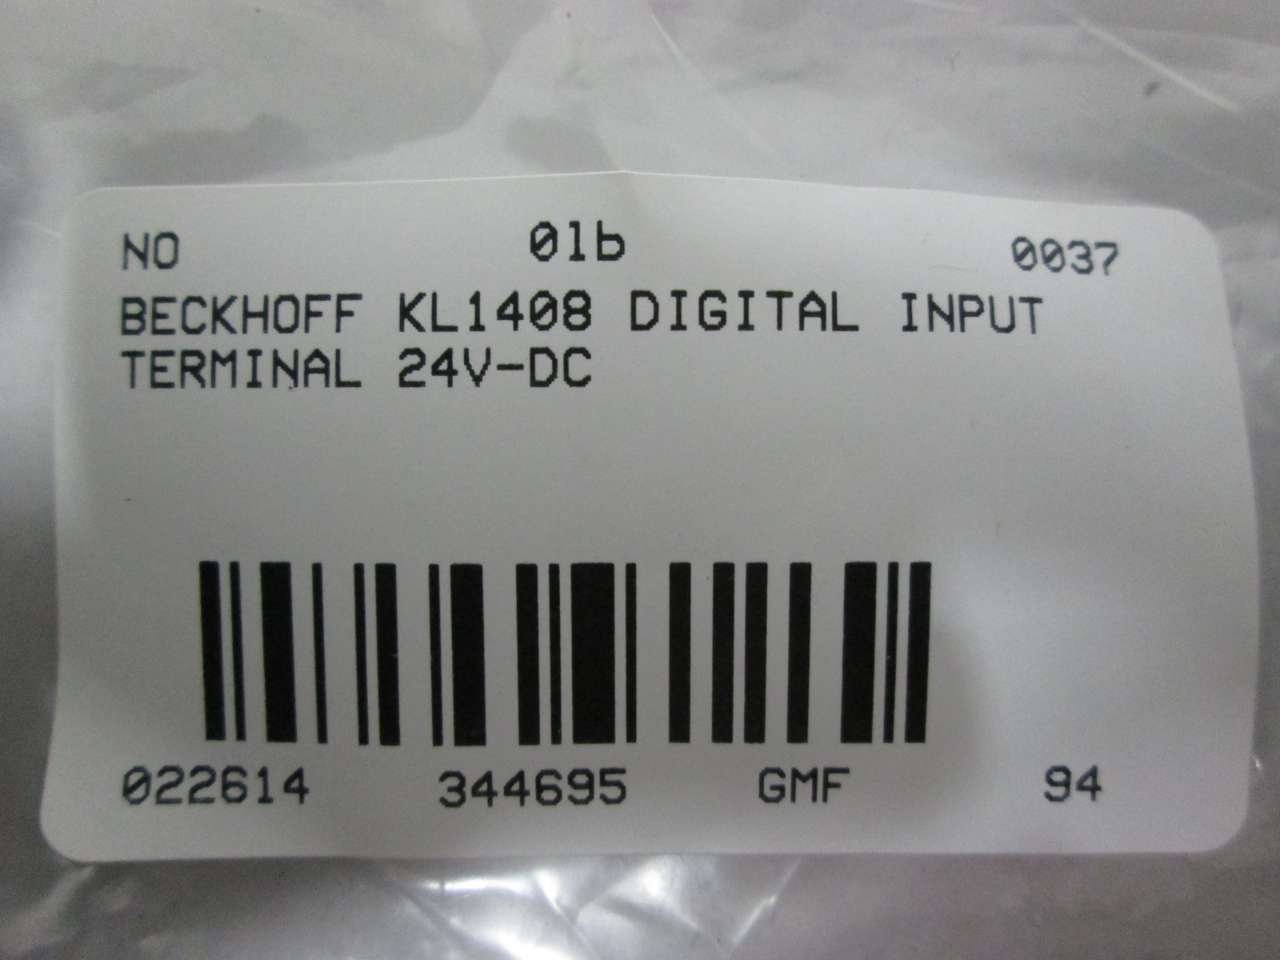 NO 01b 0037
BECKHOFF KL1408 DIGITAL INPUT
TERMINAL 24V-DC
022614 344695 GMF 94